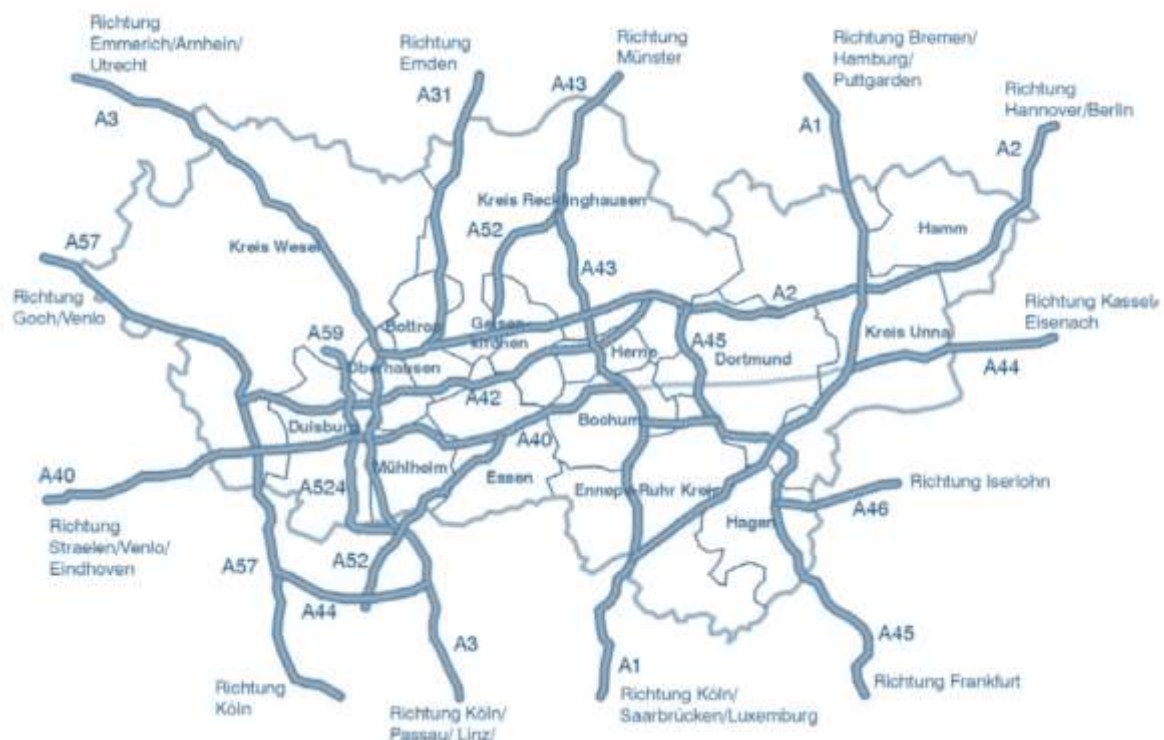 Richtung
Emmerich/Arnhein/
Utrecht
Richtung
Emden
Richtung
Münster
Richtung Bremen/
Hamburg/
Puttgarden
Richtung
Hannover/Berlin
A3
A31
A43
A1
A2
Kreis Recklinghausen
A52
Hamm
A57
Kreis Wesel
A43
Richtung
Goch/Venlo
A59
Bottrop
Gelsen-
kirchen
A2
Richtung Kassel-
Eisenach
Oberhausen
Herne
A45
Dortmund
Kreis Unna
A44
A42
Duisburg
Bochum
A40
A40
Mühlheim
Essen
A524
Ennepe-Ruhr Kreis
Richtung Iserlohn
A46
Hagen
Richtung
Straelen/Venlo/
Eindhoven
A57
A52
A44
A3
A1
A45
Richtung
Köln
Richtung Köln/
Passau/ Linz/
Richtung Köln/
Saarbrücken/Luxemburg
Richtung Frankfurt